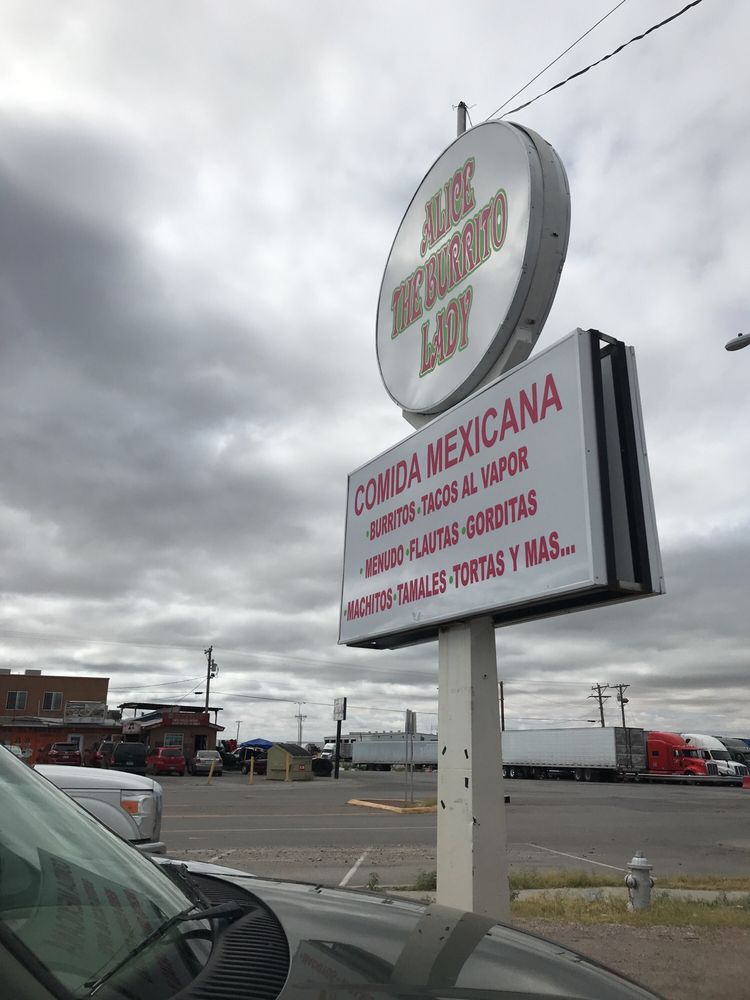 ALICE
THE BURRITO
LADY
COMIDA MEXICANA
•BURRITOS•TACOS AL VAPOR
•MENUDO•FLAUTAS•GORDITAS
•MACHITOS•TAMALES•TORTAS Y MAS...